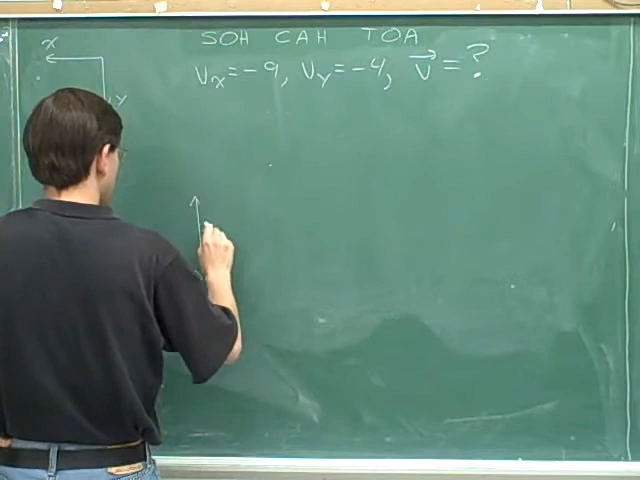 SOH CAH TOA
x
Vx = -9, Vy = -4, V⃗ = ?
y